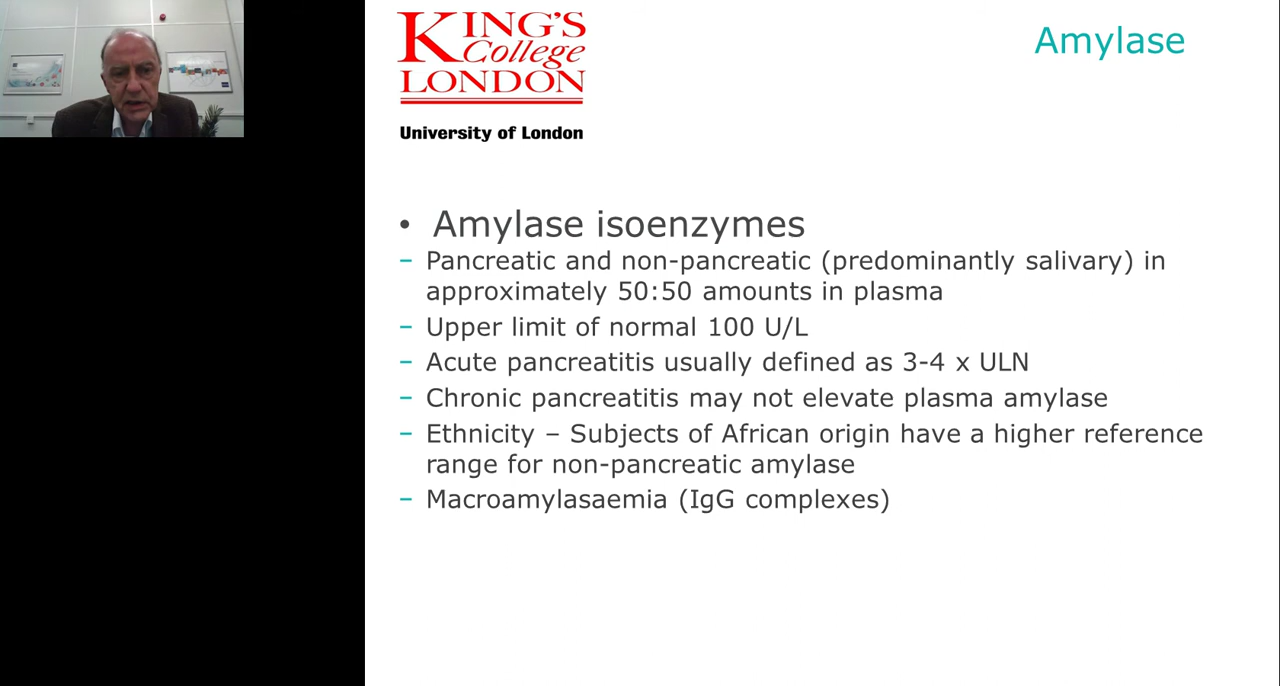 KING'S
College
LONDON
University of London
Amylase
• Amylase isoenzymes
– Pancreatic and non-pancreatic (predominantly salivary) in
approximately 50:50 amounts in plasma
– Upper limit of normal 100 U/L
– Acute pancreatitis usually defined as 3-4 x ULN
– Chronic pancreatitis may not elevate plasma amylase
– Ethnicity – Subjects of African origin have a higher reference
range for non-pancreatic amylase
– Macroamylasaemia (IgG complexes)